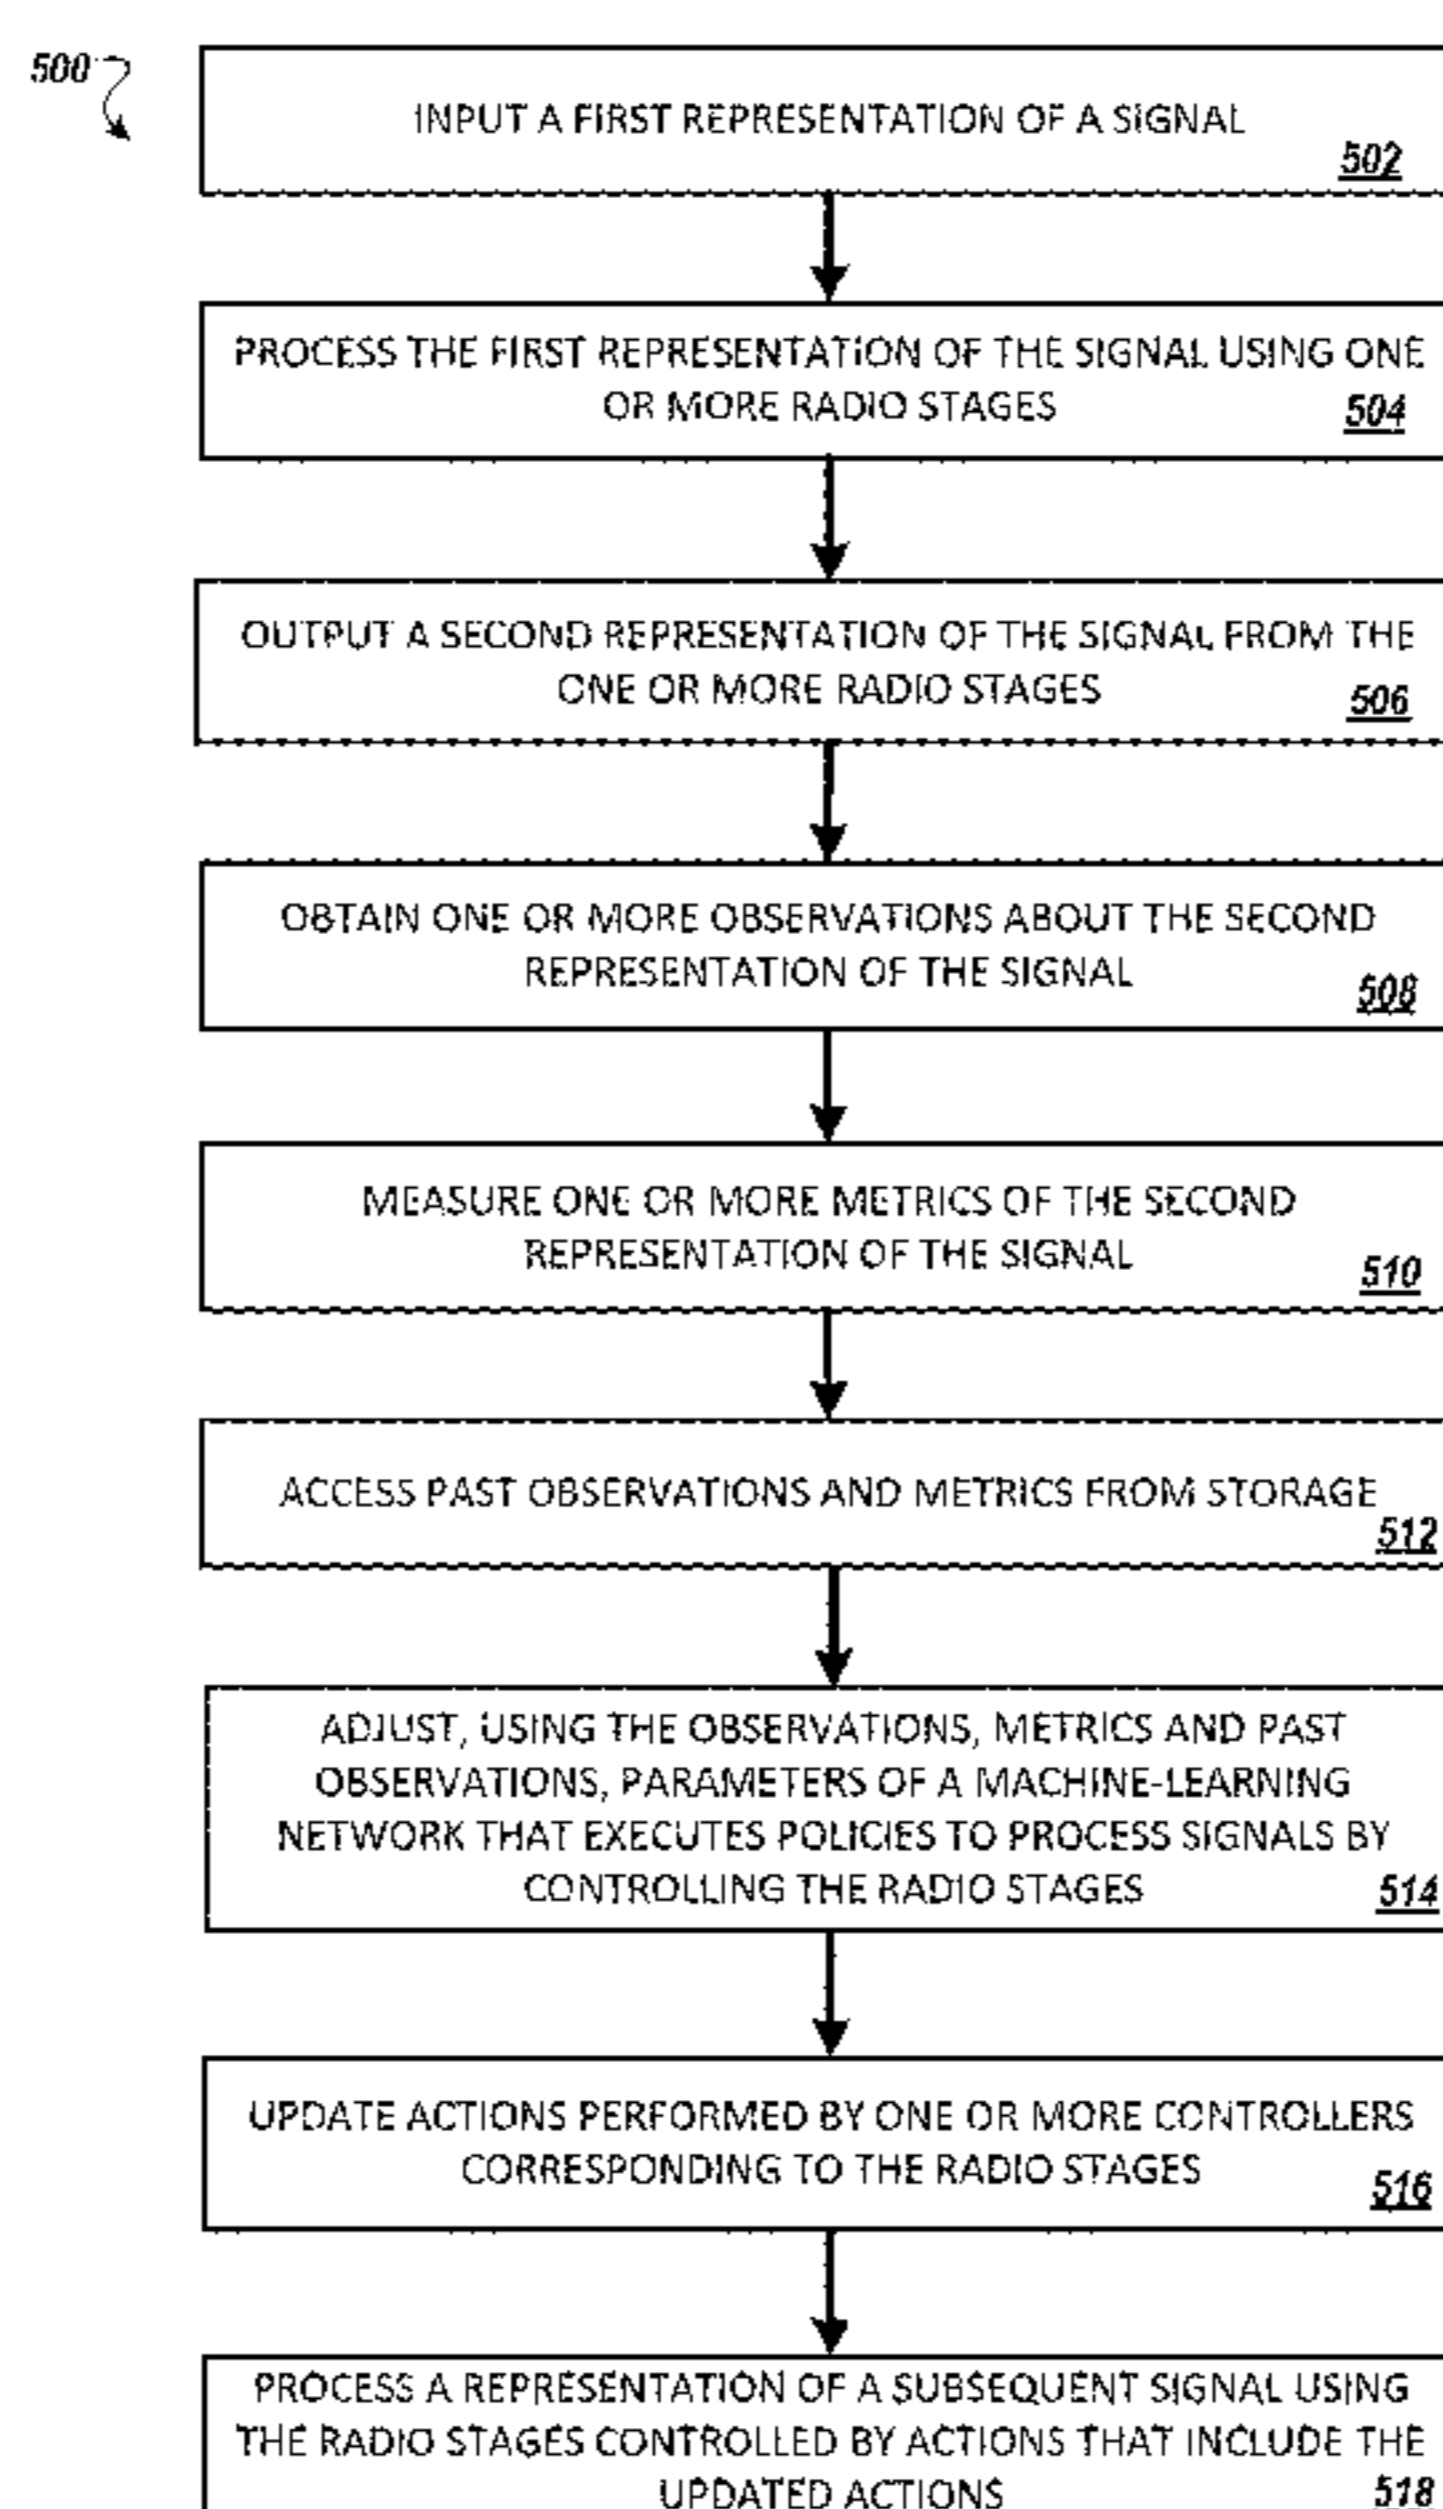 500
INPUT A FIRST REPRESENTATION OF A SIGNAL
502
PROCESS THE FIRST REPRESENTATION OF THE SIGNAL USING ONE
OR MORE RADIO STAGES
504
OUTPUT A SECOND REPRESENTATION OF THE SIGNAL FROM THE
ONE OR MORE RADIO STAGES
506
OBTAIN ONE OR MORE OBSERVATIONS ABOUT THE SECOND
REPRESENTATION OF THE SIGNAL
508
MEASURE ONE OR MORE METRICS OF THE SECOND
REPRESENTATION OF THE SIGNAL
510
ACCESS PAST OBSERVATIONS AND METRICS FROM STORAGE
512
ADJUST, USING THE OBSERVATIONS, METRICS AND PAST
OBSERVATIONS, PARAMETERS OF A MACHINE-LEARNING
NETWORK THAT EXECUTES POLICIES TO PROCESS SIGNALS BY
CONTROLLING THE RADIO STAGES
514
UPDATE ACTIONS PERFORMED BY ONE OR MORE CONTROLLERS
CORRESPONDING TO THE RADIO STAGES
516
PROCESS A REPRESENTATION OF A SUBSEQUENT SIGNAL USING
THE RADIO STAGES CONTROLLED BY ACTIONS THAT INCLUDE THE
UPDATED ACTIONS
518